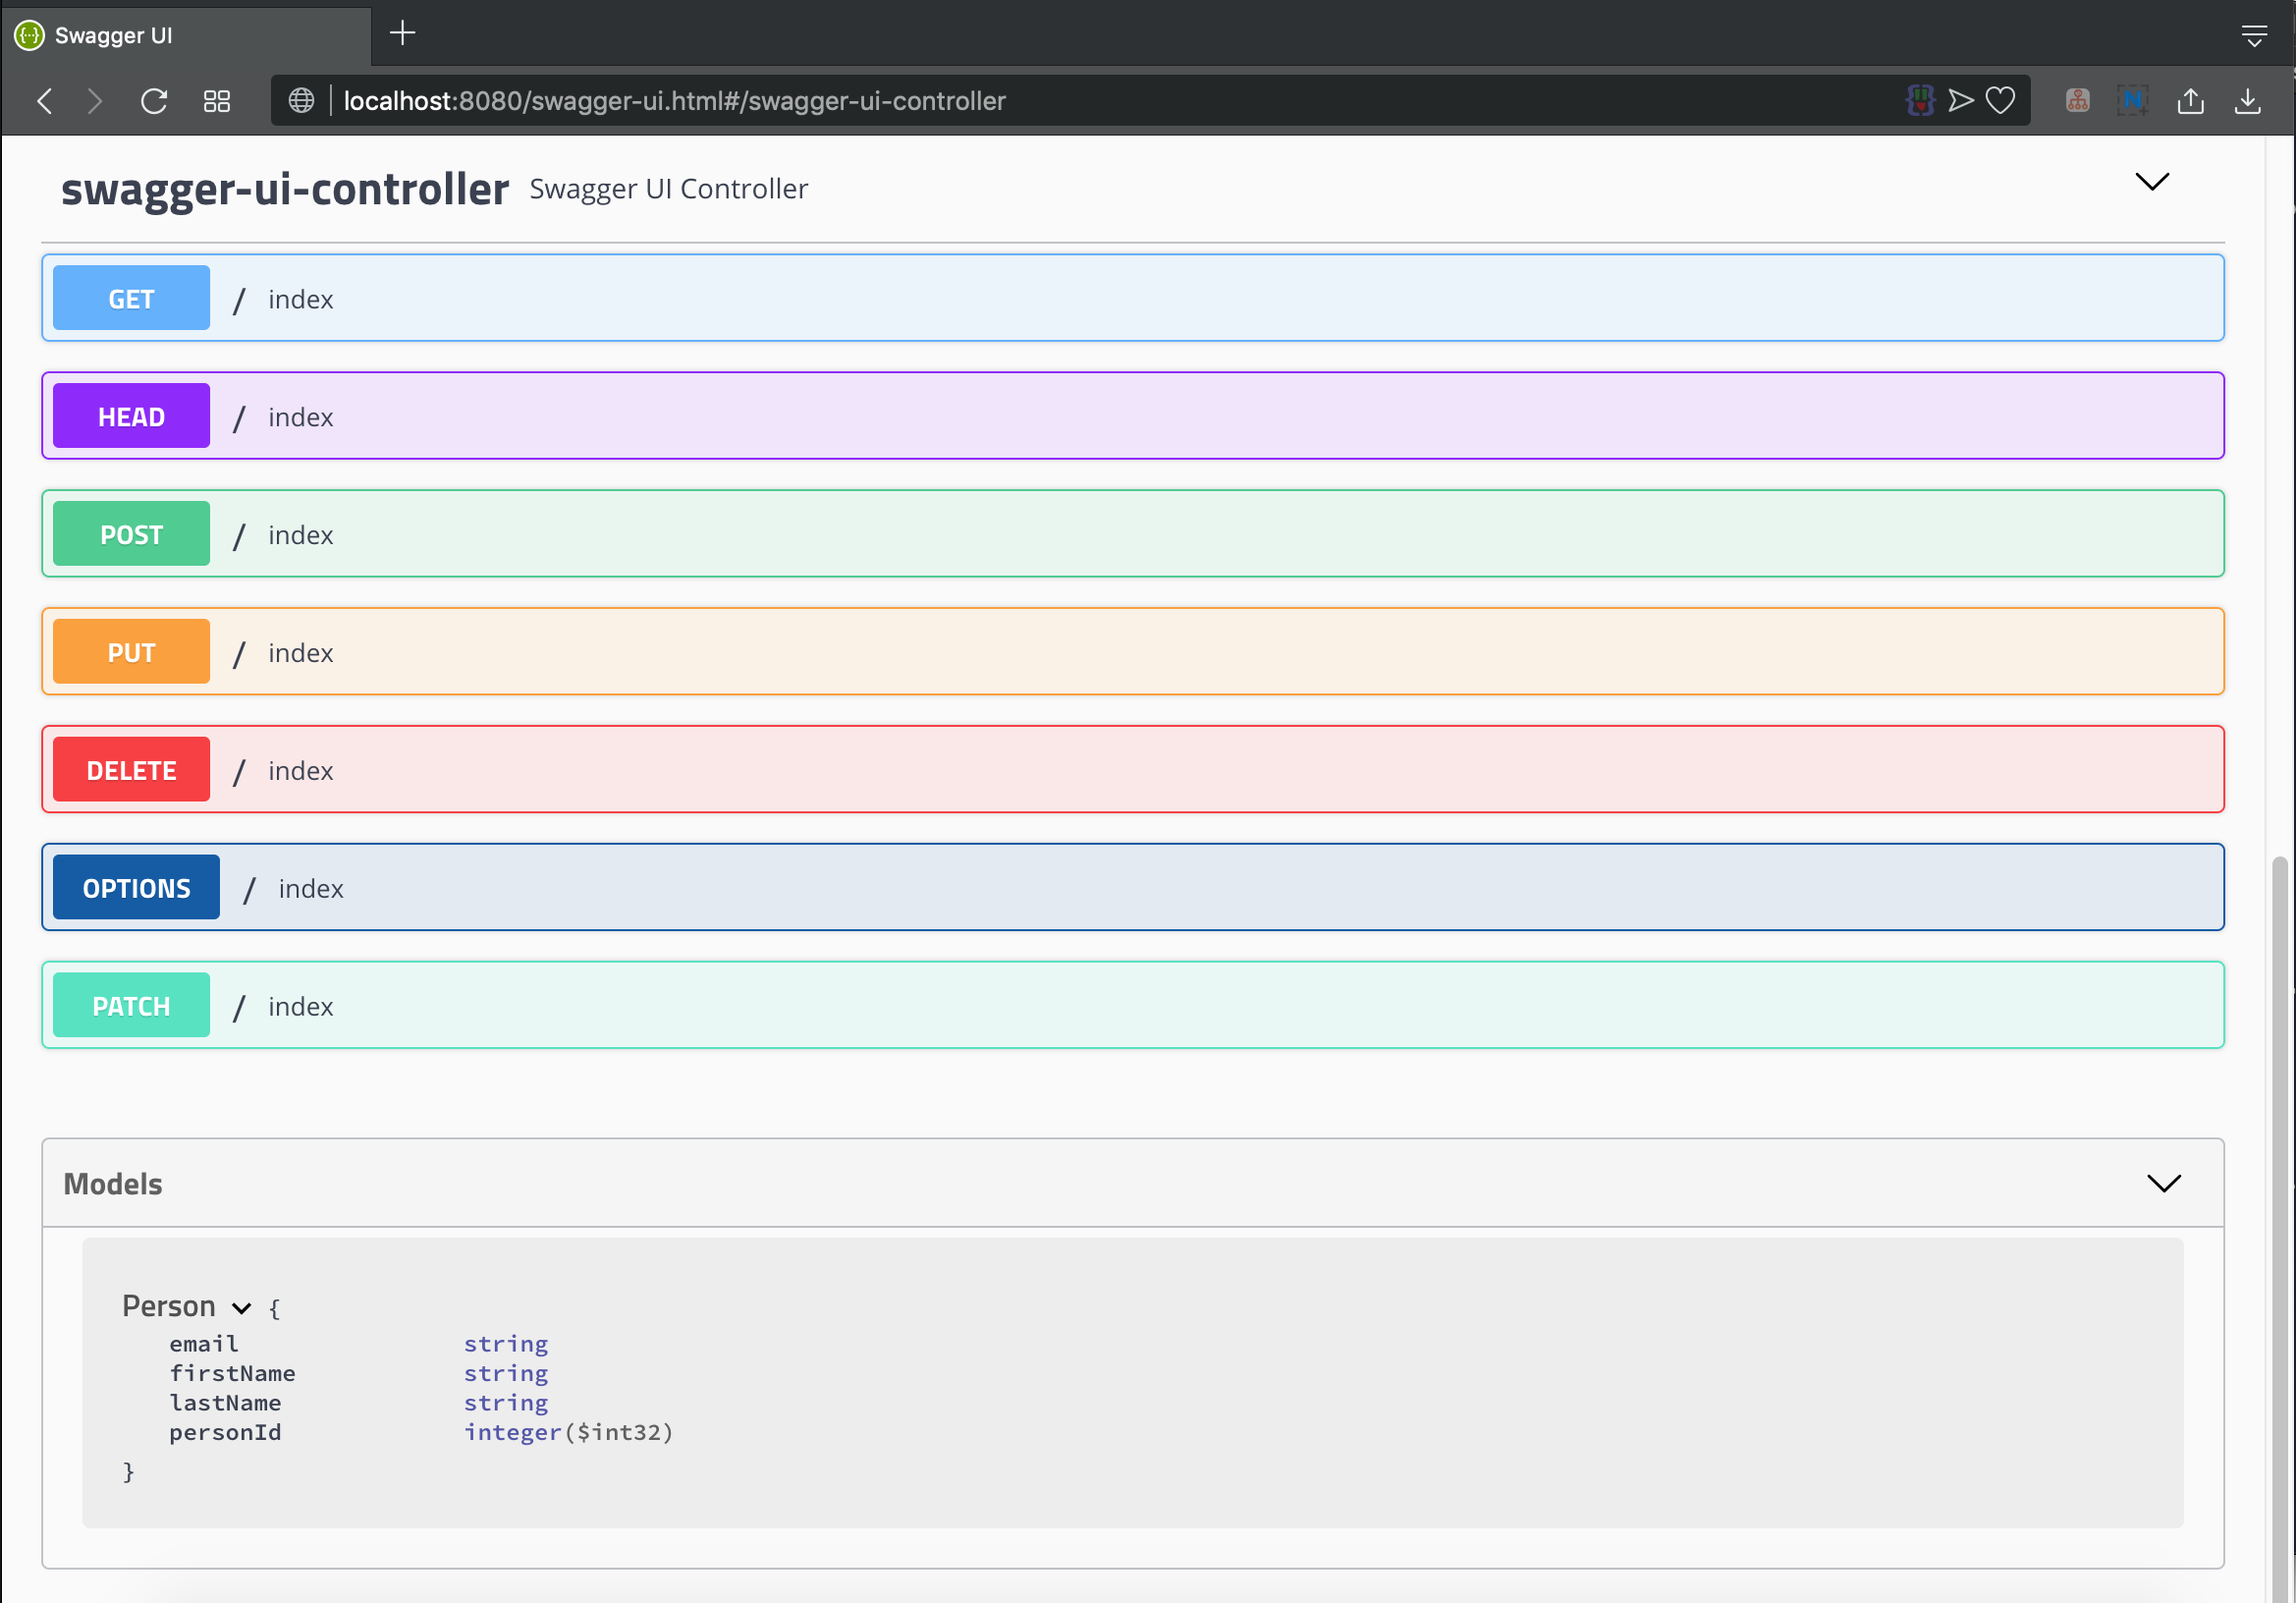 Swagger UI
localhost:8080/swagger-ui.html#/swagger-ui-controller
swagger-ui-controller Swagger UI Controller
GET / index
HEAD / index
POST / index
PUT / index
DELETE / index
OPTIONS / index
PATCH / index
Models
Person {
email string
firstName string
lastName string
personId integer($int32)
}